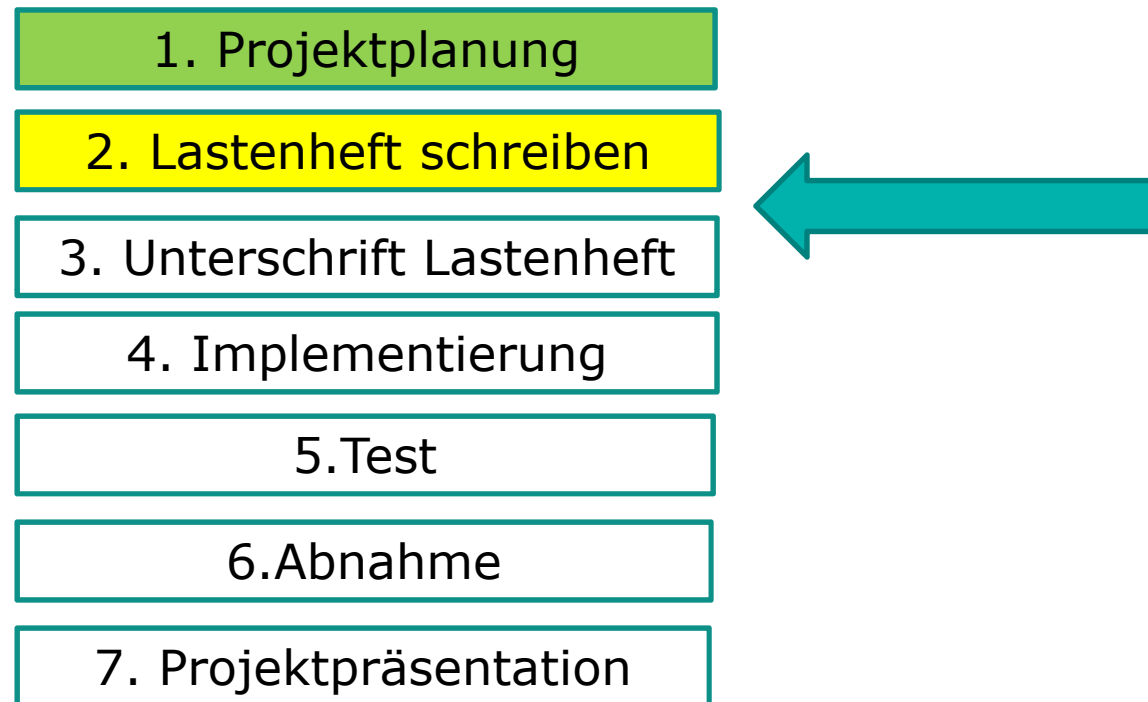 1. Projektplanung
2. Lastenheft schreiben
3. Unterschrift Lastenheft
4. Implementierung
5.Test
6.Abnahme
7. Projektpräsentation